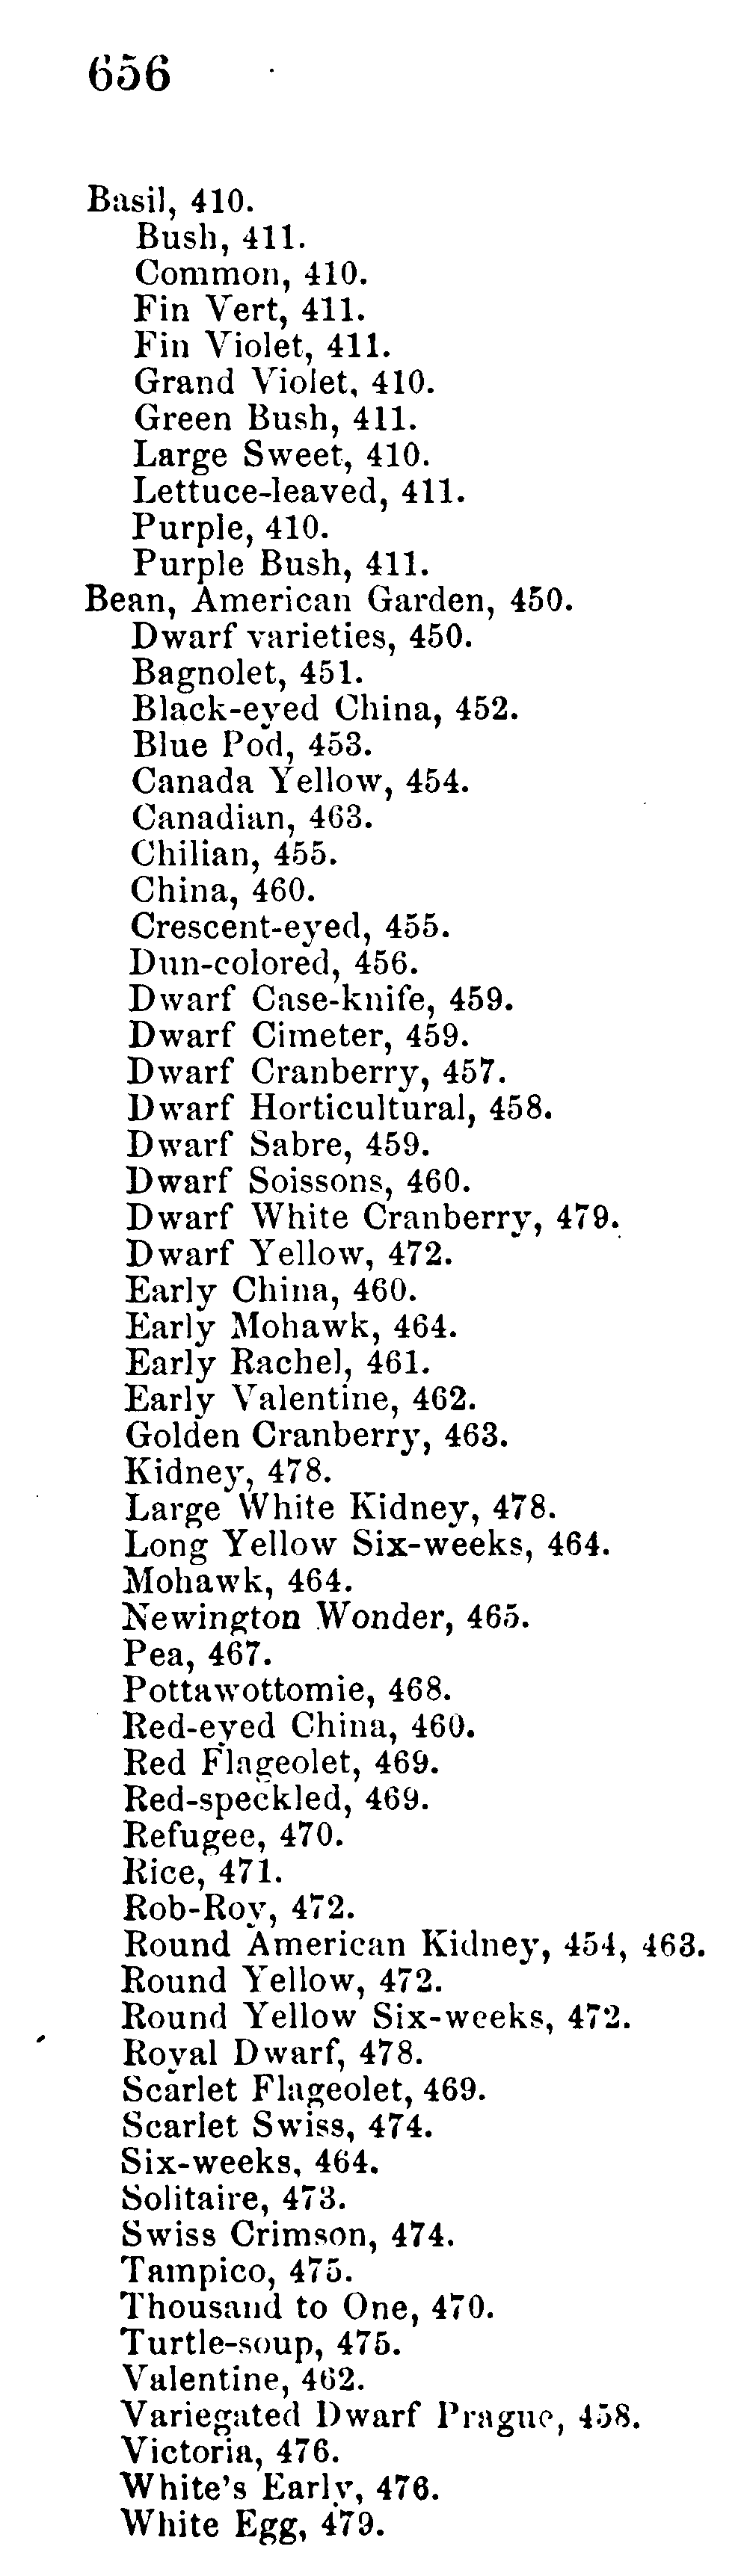 656
Basil, 410.
Bush, 411.
Common, 410.
Fin Vert, 411.
Fin Violet, 411.
Grand Violet, 410.
Green Bush, 411.
Large Sweet, 410.
Lettuce-leaved, 411.
Purple, 410.
Purple Bush, 411.
Bean, American Garden, 450.
Dwarf varieties, 450.
Bagnolet, 451.
Black-eyed China, 452.
Blue Pod, 453.
Canada Yellow, 454.
Canadian, 463.
Chilian, 455.
China, 460.
Crescent-eyed, 455.
Dun-colored, 456.
Dwarf Case-knife, 459.
Dwarf Cimeter, 459.
Dwarf Cranberry, 457.
Dwarf Horticultural, 458.
Dwarf Sabre, 459.
Dwarf Soissons, 460.
Dwarf White Cranberry, 479.
Dwarf Yellow, 472.
Early China, 460.
Early Mohawk, 464.
Early Rachel, 461.
Early Valentine, 462.
Golden Cranberry, 463.
Kidney, 478.
Large White Kidney, 478.
Long Yellow Six-weeks, 464.
Mohawk, 464.
Newington Wonder, 465.
Pea, 467.
Pottawottomie, 468.
Red-eyed China, 460.
Red Flageolet, 469.
Red-speckled, 469.
Refugee, 470.
Rice, 471.
Rob-Roy, 472.
Round American Kidney, 454, 463.
Round Yellow, 472.
Round Yellow Six-weeks, 472.
Royal Dwarf, 478.
Scarlet Flageolet, 469.
Scarlet Swiss, 474.
Six-weeks, 464.
Solitaire, 473.
Swiss Crimson, 474.
Tampico, 475.
Thousand to One, 470.
Turtle-soup, 475.
Valentine, 462.
Variegated Dwarf Prague, 458.
Victoria, 476.
White's Early, 476.
White Egg, 479.